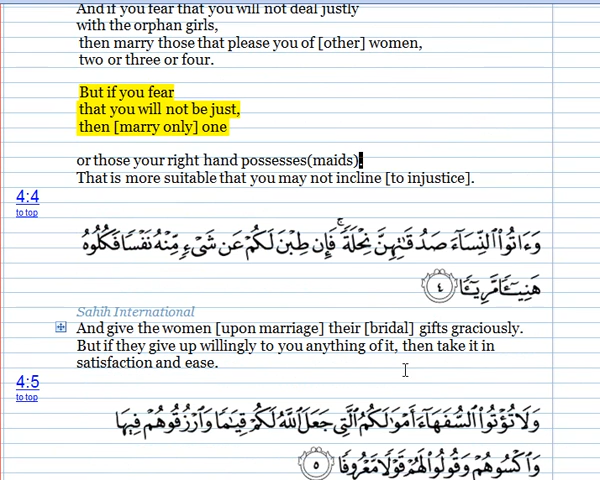 And if you fear that you will not deal justly
with the orphan girls,
then marry those that please you of [other] women,
two or three or four.
But if you fear
that you will not be just,
then [marry only] one
or those your right hand possesses(maids).
That is more suitable that you may not incline [to injustice].
4:4
to top
وَءَاتُوا۟ ٱلنِّسَآءَ صَدُقَـٰتِهِنَّ نِحْلَةً ۚ فَإِن طِبْنَ لَكُمْ عَن شَىْءٍ مِّنْهُ نَفْسًا فَكُلُوهُ
هَنِيٓـًٔا مَّرِيٓـًٔا ٤
Sahih International
And give the women [upon marriage] their [bridal] gifts graciously.
But if they give up willingly to you anything of it, then take it in
satisfaction and ease.
4:5
to top
وَلَا تُؤْتُوا۟ ٱلسُّفَهَآءَ أَمْوَٰلَكُمُ ٱلَّتِى جَعَلَ ٱللَّهُ لَكُمْ قِيَـٰمًا وَٱرْزُقُوهُمْ فِيهَا
وَٱكْسُوهُمْ وَقُولُوا۟ لَهُمْ قَوْلًا مَّعْرُوفًا ٥